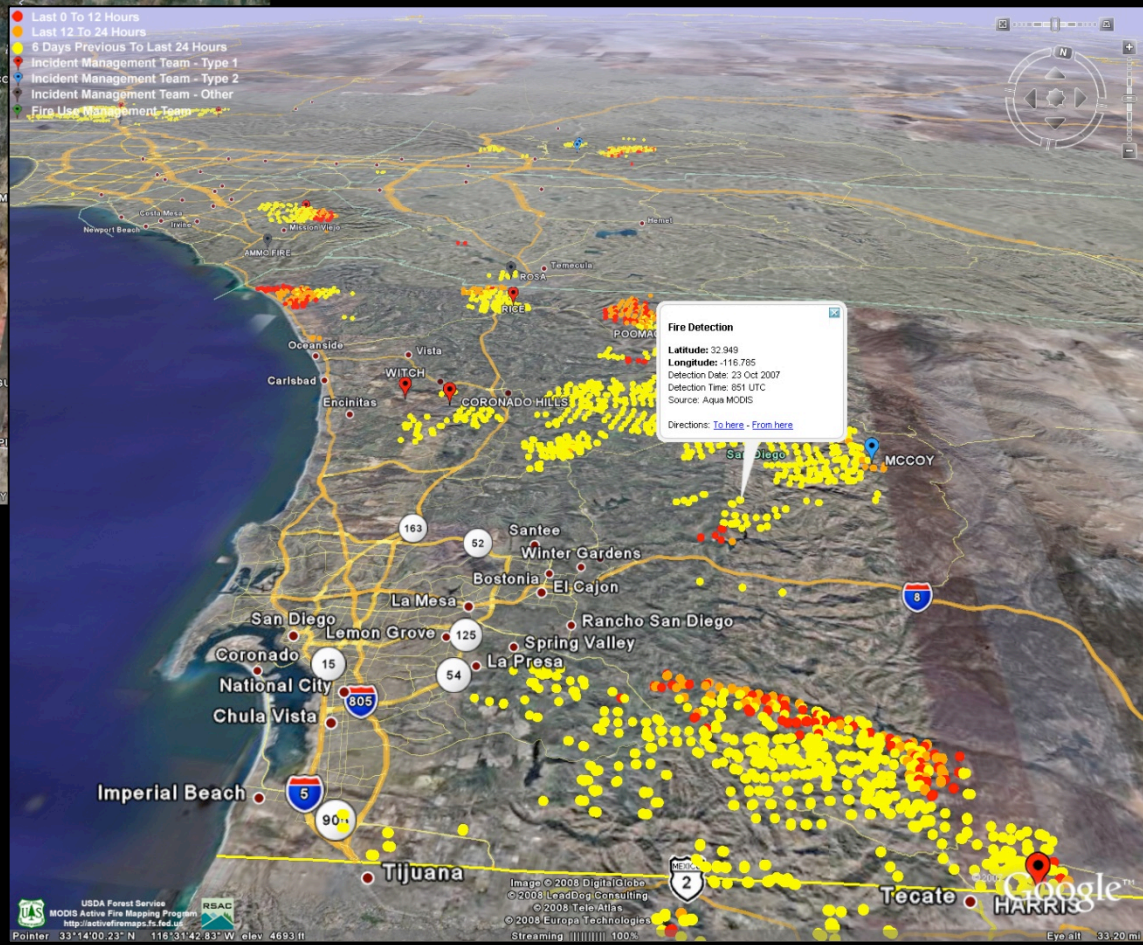 Last 0 To 12 Hours
Last 12 To 24 Hours
6 Days Previous To Last 24 Hours
Incident Management Team - Type 1
Incident Management Team - Type 2
Incident Management Team - Other
Fire Use Management Team
N
Costa Mesa
Newport Beach
Irvine
Mission Viejo
Hemet
AMMO FIRE
Temecula
ROSA
RICE
POOMAC
Fire Detection
Latitude: 32.949
Longitude: -116.785
Detection Date: 23 Oct 2007
Detection Time: 851 UTC
Source: Aqua MODIS
Directions: To here - From here
Oceanside
Vista
Carlsbad
WITCH
Encinitas
CORONADO HILLS
San Diego
MCCOY
163
52
Santee
Winter Gardens
Bostonia
El Cajon
8
La Mesa
San Diego
Lemon Grove
125
Rancho San Diego
Spring Valley
Coronado
15
54
La Presa
National City
805
Chula Vista
Imperial Beach
5
90
Tijuana
MEXICO
2
Tecate
HARRIS
Google™
Image © 2008 DigitalGlobe
© 2008 LeadDog Consulting
© 2008 Tele Atlas
© 2008 Europa Technologies
UAS
USDA Forest Service
MODIS Active Fire Mapping Program
http://activefiremaps.fs.fed.us
RSAC
Pointer 33°14'00.23" N 116°31'42.83" W elev 4693 ft
Streaming |||||||||| 100%
Eye alt 33.20 mi